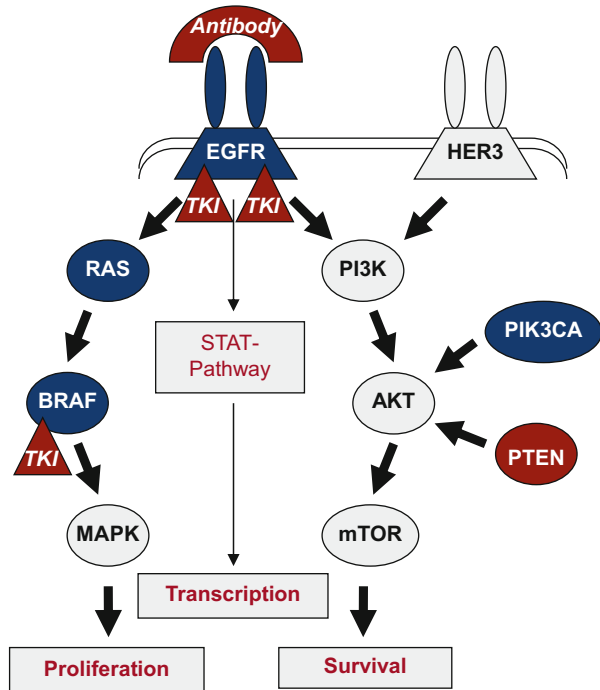 Antibody
EGFR
HER3
TKI
TKI
RAS
PI3K
STAT-
Pathway
PIK3CA
BRAF
AKT
TKI
PTEN
MAPK
mTOR
Transcription
Proliferation
Survival